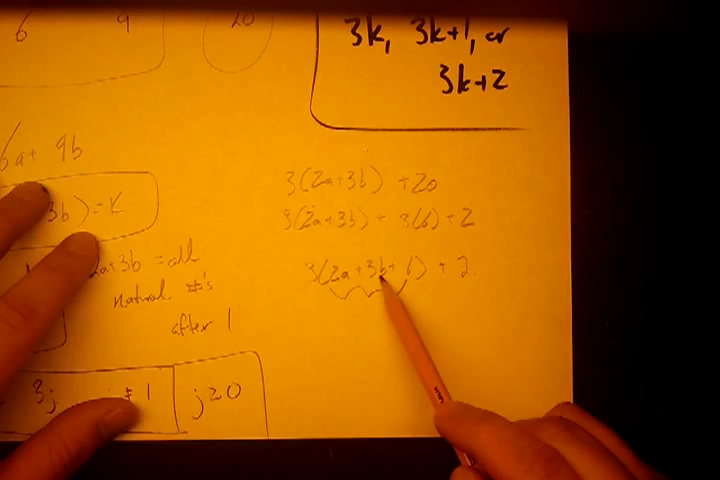 6 9
20
3k, 3k+1, or
3k+2
6a+ 9b
3b)=K
3(2a+3b) +20
3(2a+3b) + 3(6) +2
3(2a+3b+6) + 2
2a+3b = all
natural #'s
after 1
3j ≠ 1
j≥0